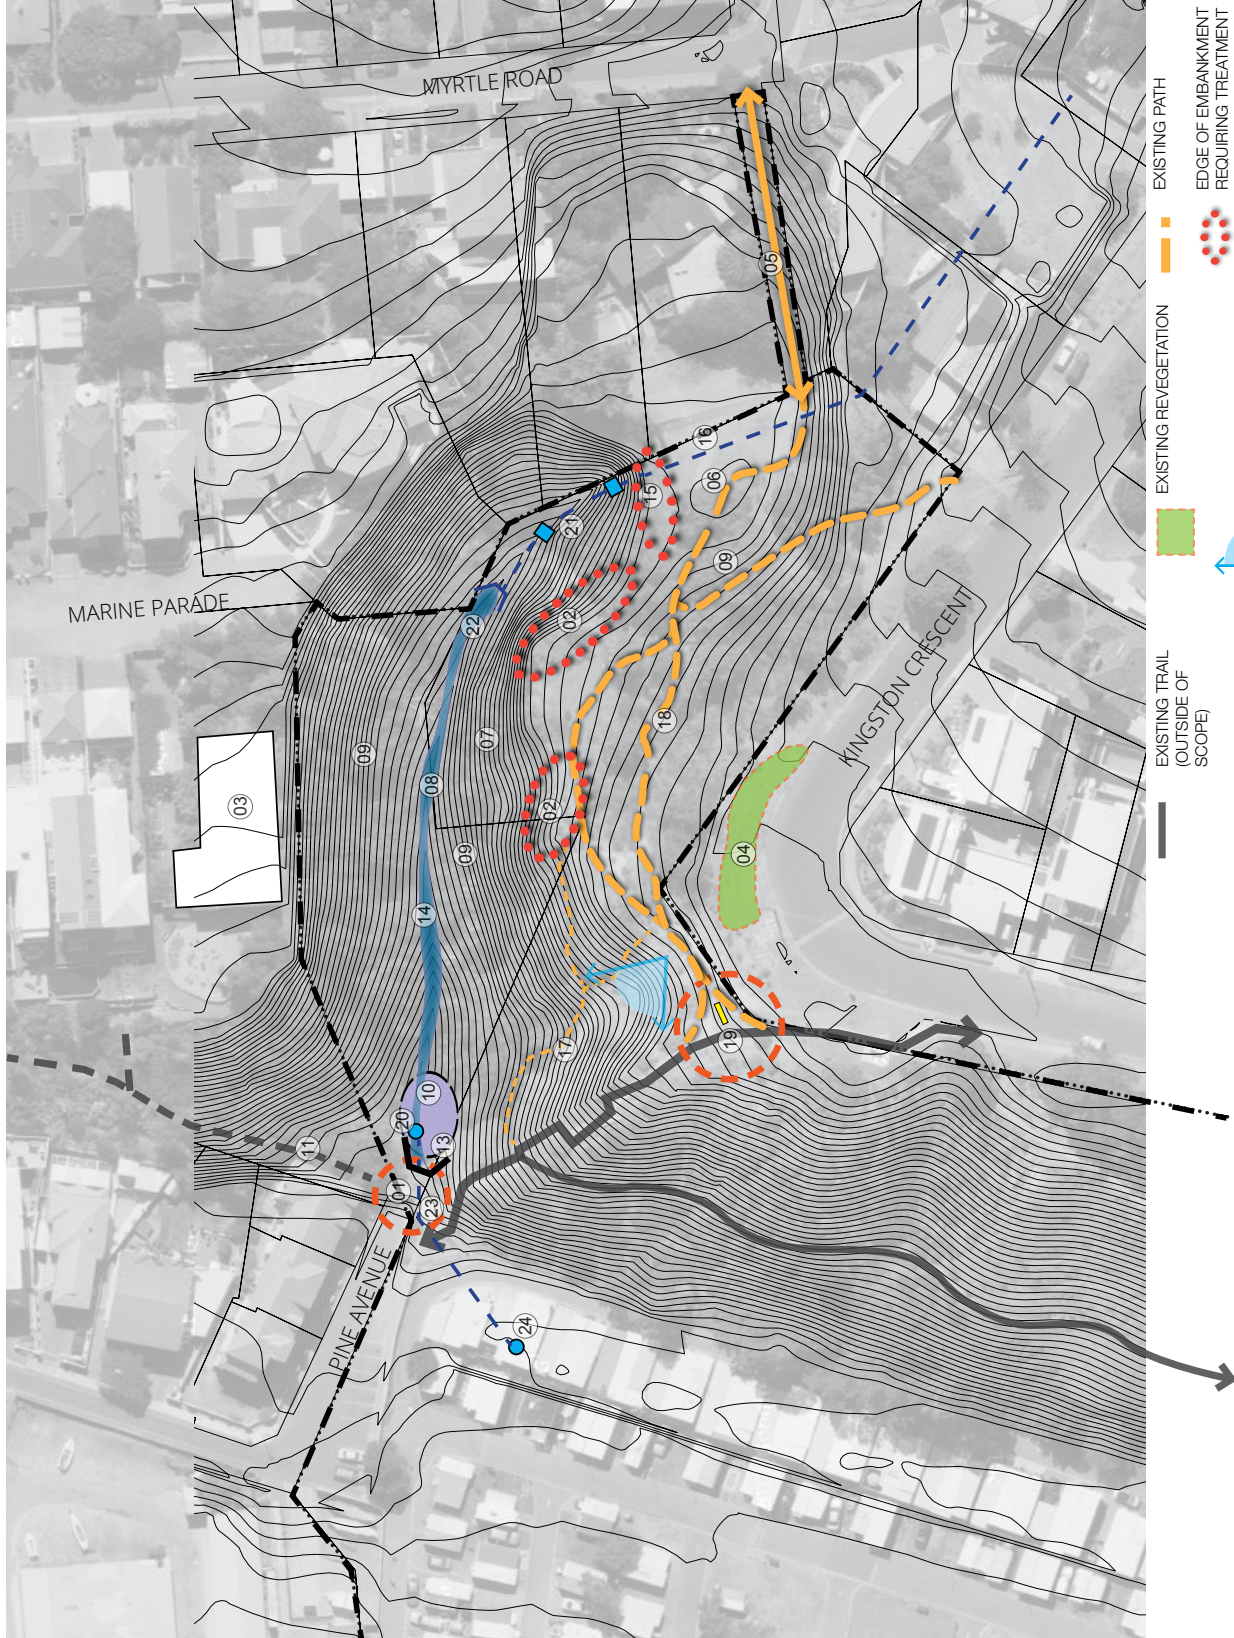 MYRTLE ROAD
MARINE PARADE
KINGSTON CRESCENT
PINE AVENUE
01
02
02
03
04
05
06
07
08
09
09
09
10
11
13
14
15
16
17
18
19
20
21
22
23
24
EXISTING TRAIL
(OUTSIDE OF
SCOPE)
EXISTING REVEGETATION
EXISTING PATH
EDGE OF EMBANKMENT
REQUIRING TREATMENT